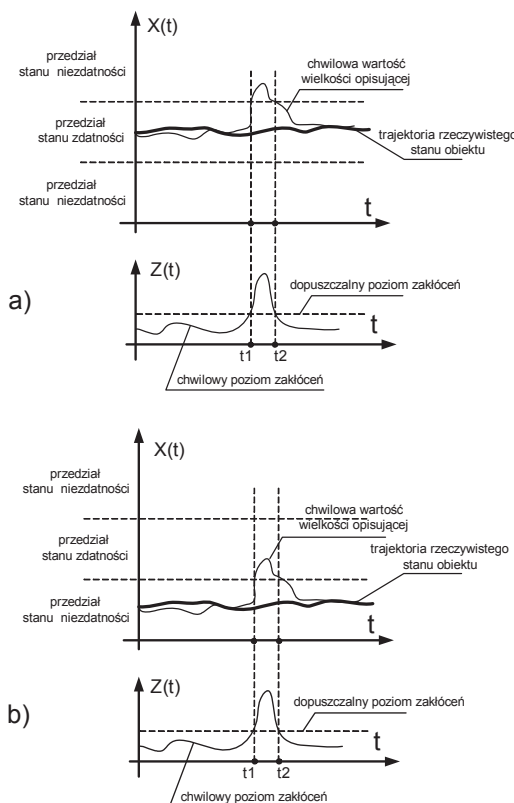 X(t)
przedział
stanu niezdatności
chwilowa wartość
wielkości opisującej
przedział
stanu zdatności
trajektoria rzeczywistego
stanu obiektu
przedział
stanu niezdatności
t
Z(t)
dopuszczalny poziom zakłóceń
a)
t
t1 t2
chwilowy poziom zakłóceń
X(t)
przedział
stanu niezdatności
chwilowa wartość
wielkości opisującej
przedział
stanu zdatności
trajektoria rzeczywistego
stanu obiektu
przedział
stanu niezdatności
t
Z(t)
dopuszczalny poziom zakłóceń
b)
t
t1 t2
chwilowy poziom zakłóceń